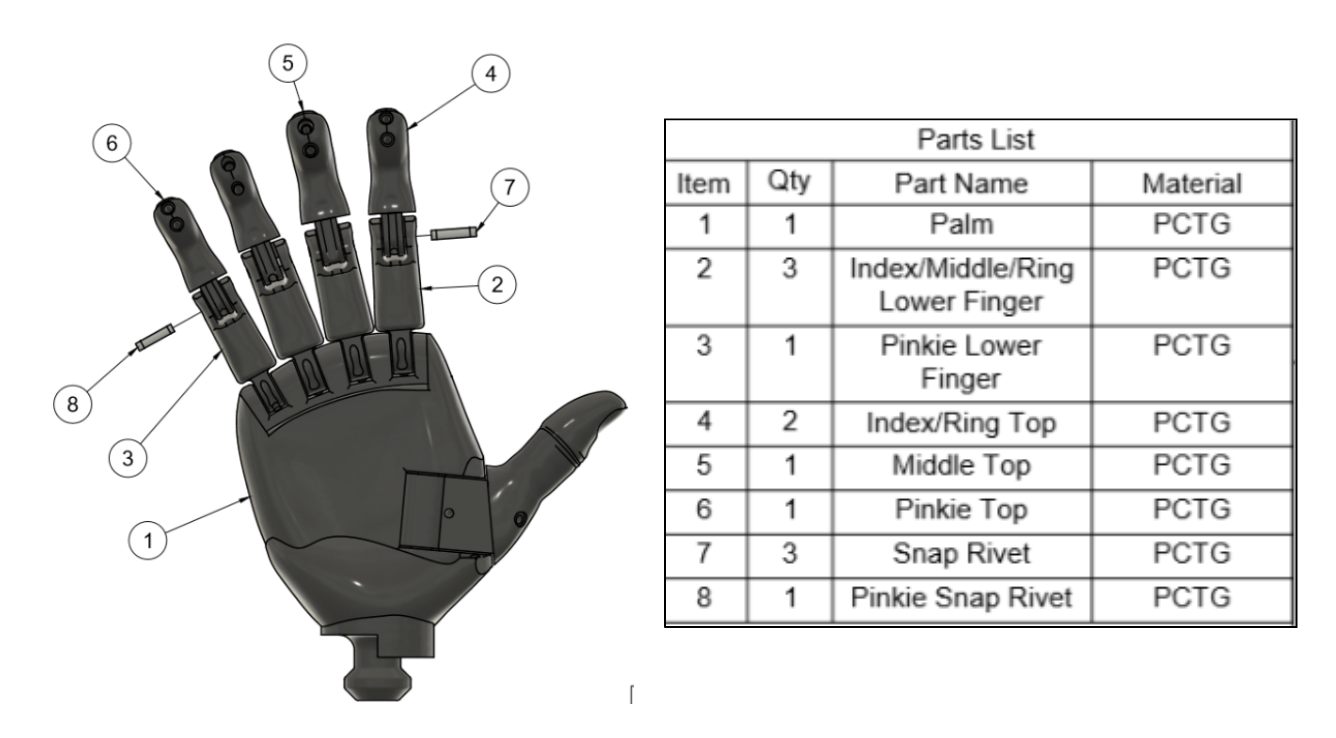 5
4
6
7
2
8
3
1
Parts List
Item Qty Part Name Material
1 1 Palm PCTG
2 3 Index/Middle/Ring PCTG
Lower Finger
3 1 Pinkie Lower PCTG
Finger
4 2 Index/Ring Top PCTG
5 1 Middle Top PCTG
6 1 Pinkie Top PCTG
7 3 Snap Rivet PCTG
8 1 Pinkie Snap Rivet PCTG